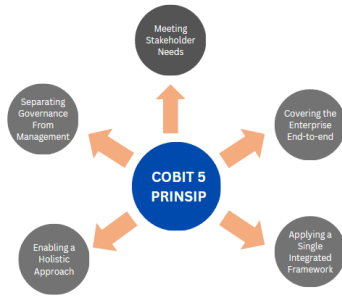 Meeting
Stakeholder
Needs
Separating
Governance
From
Management
Covering the
Enterprise
End-to-end
COBIT 5
PRINSIP
Enabling a
Holistic
Approach
Applying a
Single
Integrated
Framework